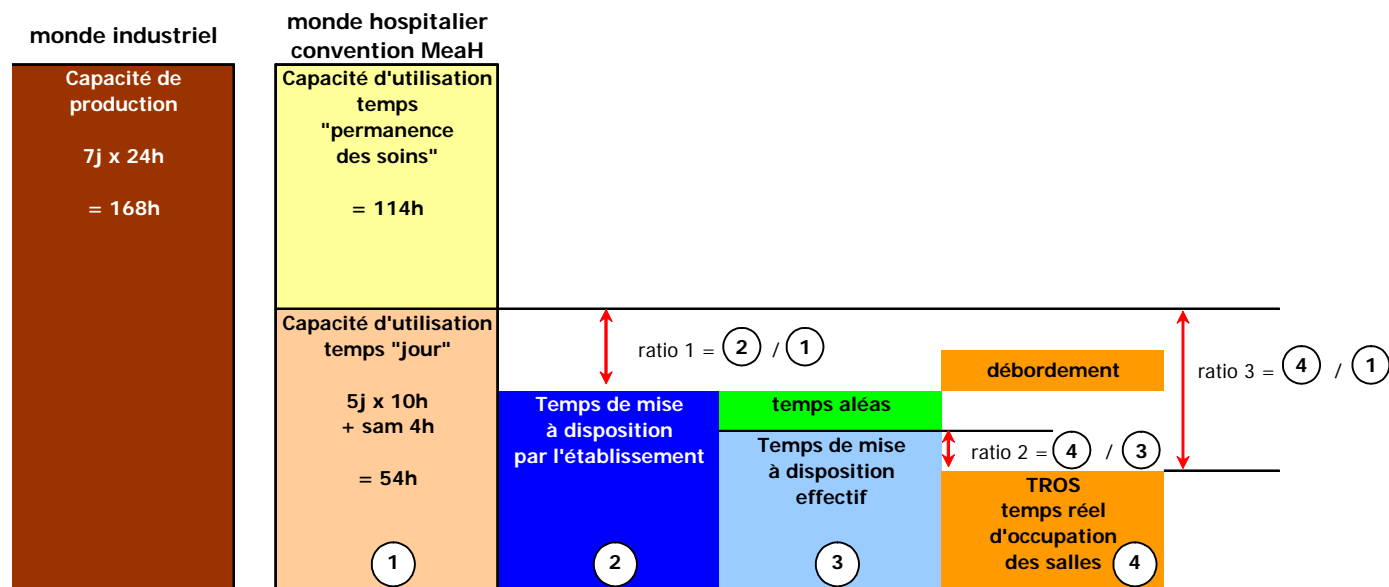 monde industriel
monde hospitalier
convention MeaH
Capacité de
production
7j x 24h
= 168h
Capacité d'utilisation
temps
"permanence
des soins"
= 114h
Capacité d'utilisation
temps "jour"
5j x 10h
+ sam 4h
= 54h
1
ratio 1 = 2 / 1
Temps de mise
à disposition
par l'établissement
2
temps aléas
Temps de mise
à disposition
effectif
3
débordement
ratio 2 = 4 / 3
TROS
temps réel
d'occupation
des salles 4
ratio 3 = 4 / 1